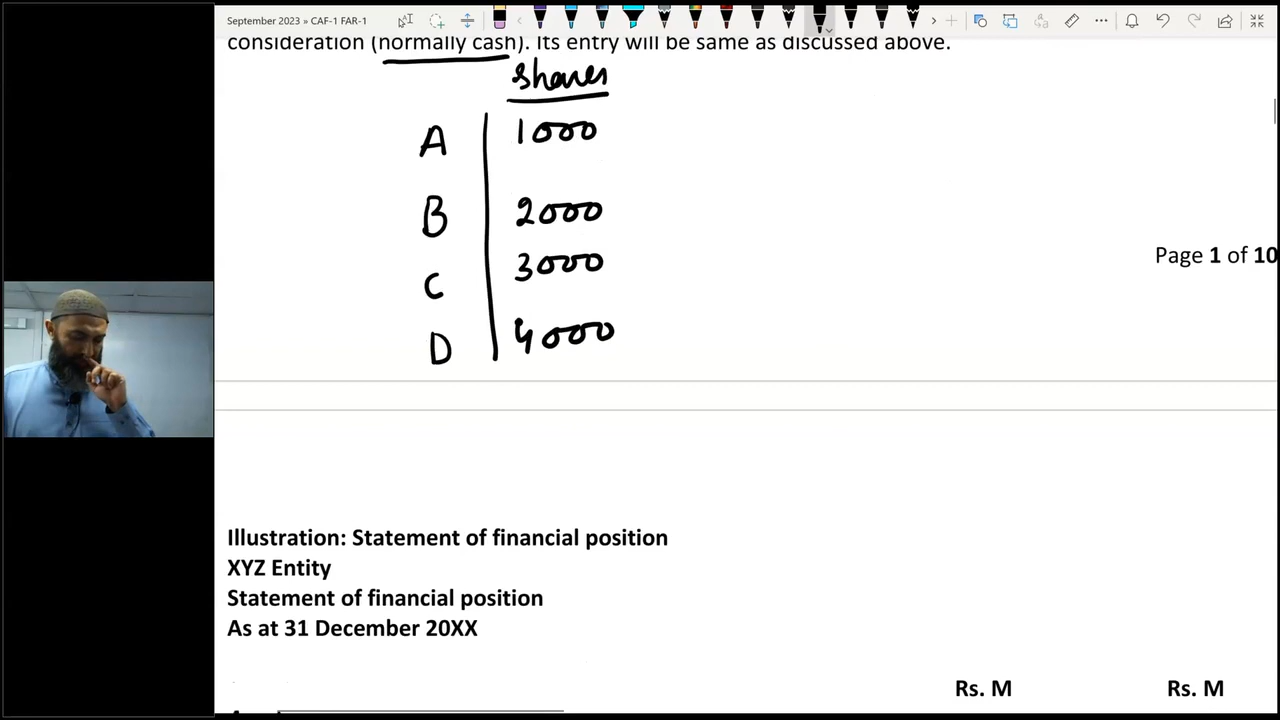 September 2023 » CAF-1 FAR-1
consideration (normally cash). Its entry will be same as discussed above.
shares
A 1000
B 2000
C 3000
D 4000
Page 1 of 10
Illustration: Statement of financial position
XYZ Entity
Statement of financial position
As at 31 December 20XX
Rs. M Rs. M